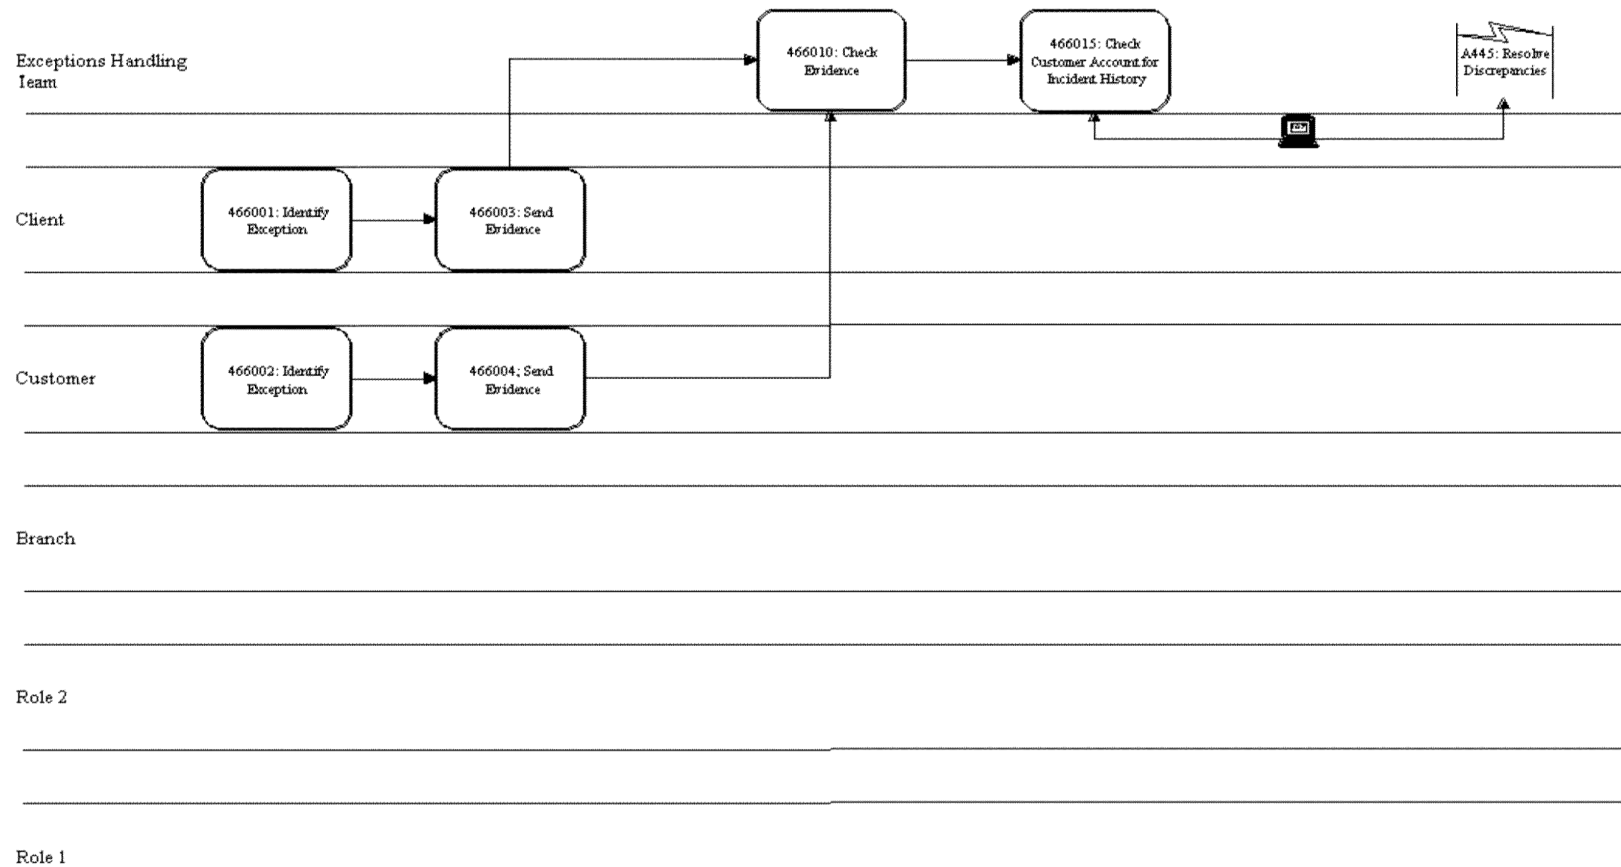 Exceptions Handling
Team
466010: Check
Evidence
466015: Check
Customer Account for
Incident History
A445: Resolve
Discrepancies
Client
466001: Identify
Exception
466003: Send
Evidence
Customer
466002: Identify
Exception
466004; Send
Evidence
Branch
Role 2
Role 1